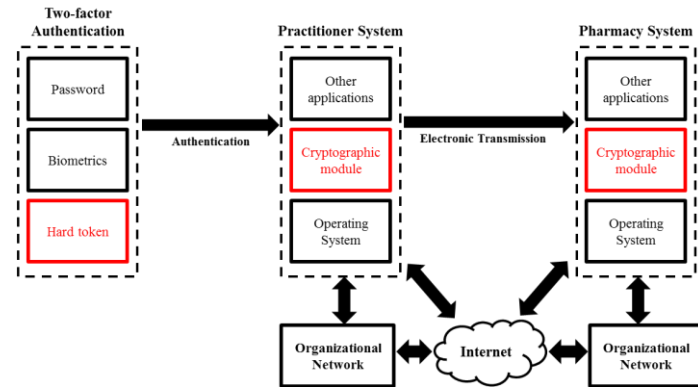 Two-factor
Authentication
Practitioner System
Pharmacy System
Password
Other
applications
Other
applications
Authentication
Electronic Transmission
Biometrics
Cryptographic
module
Cryptographic
module
Hard token
Operating
System
Operating
System
Organizational
Network
Internet
Organizational
Network